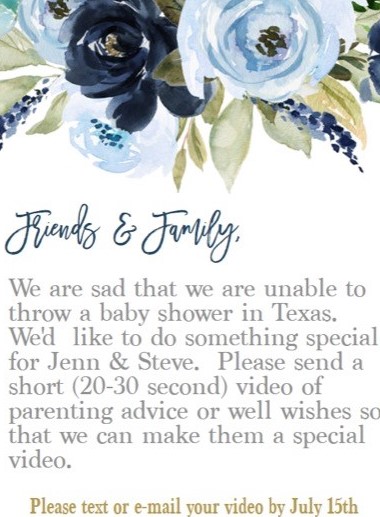 Friends & Family,
We are sad that we are unable to
throw a baby shower in Texas.
We'd  like to do something special
for Jenn & Steve.  Please send a
short (20-30 second) video of
parenting advice or well wishes so
that we can make them a special
video.
Please text or e-mail your video by July 15th